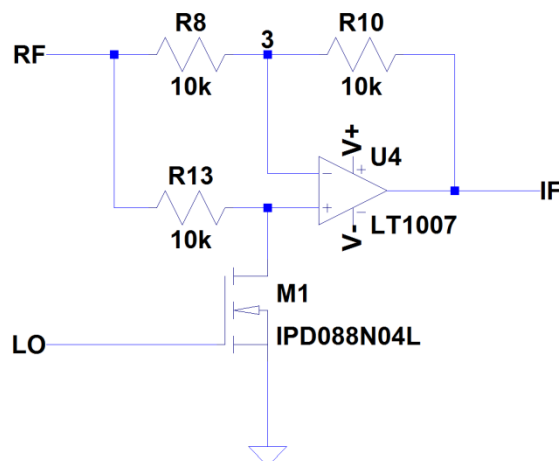 R8
3
R10
RF
10k
10k
V+
U4
R13
10k
IF
LT1007
V-
M1
IPD088N04L
LO